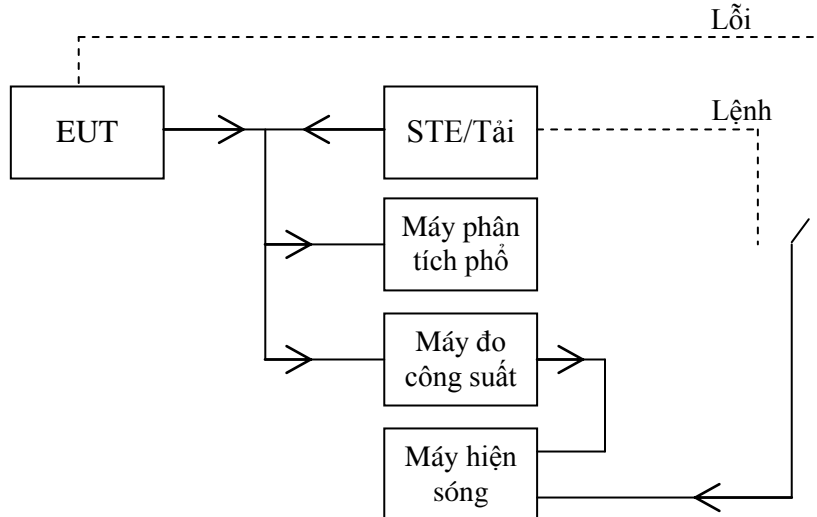 Lỗi
EUT
STE/Tải
Lệnh
Máy phân
tích phổ
Máy đo
công suất
Máy hiện
sóng